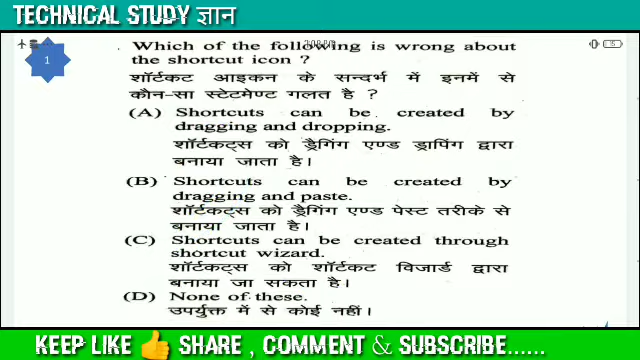 TECHNICAL STUDY ज्ञान
1
Which of the following is wrong about
the shortcut icon ?
शॉर्टकट आइकन के सन्दर्भ में इनमें से
कौन-सा स्टेटमेण्ट गलत है ?
(A) Shortcuts can be created by
dragging and dropping.
शॉर्टकट्स को ड्रैगिंग एण्ड ड्रापिंग द्वारा
बनाया जाता है।
(B) Shortcuts can be created by
dragging and paste.
शॉर्टकट्स को ड्रैगिंग एण्ड पेस्ट तरीके से
बनाया जाता है।
(C) Shortcuts can be created through
shortcut wizard.
शॉर्टकट्स को शॉर्टकट विजार्ड द्वारा
बनाया जा सकता है।
(D) None of these.
उपर्युक्त में से कोई नहीं।
KEEP LIKE 👍 SHARE , COMMENT & SUBSCRIBE......